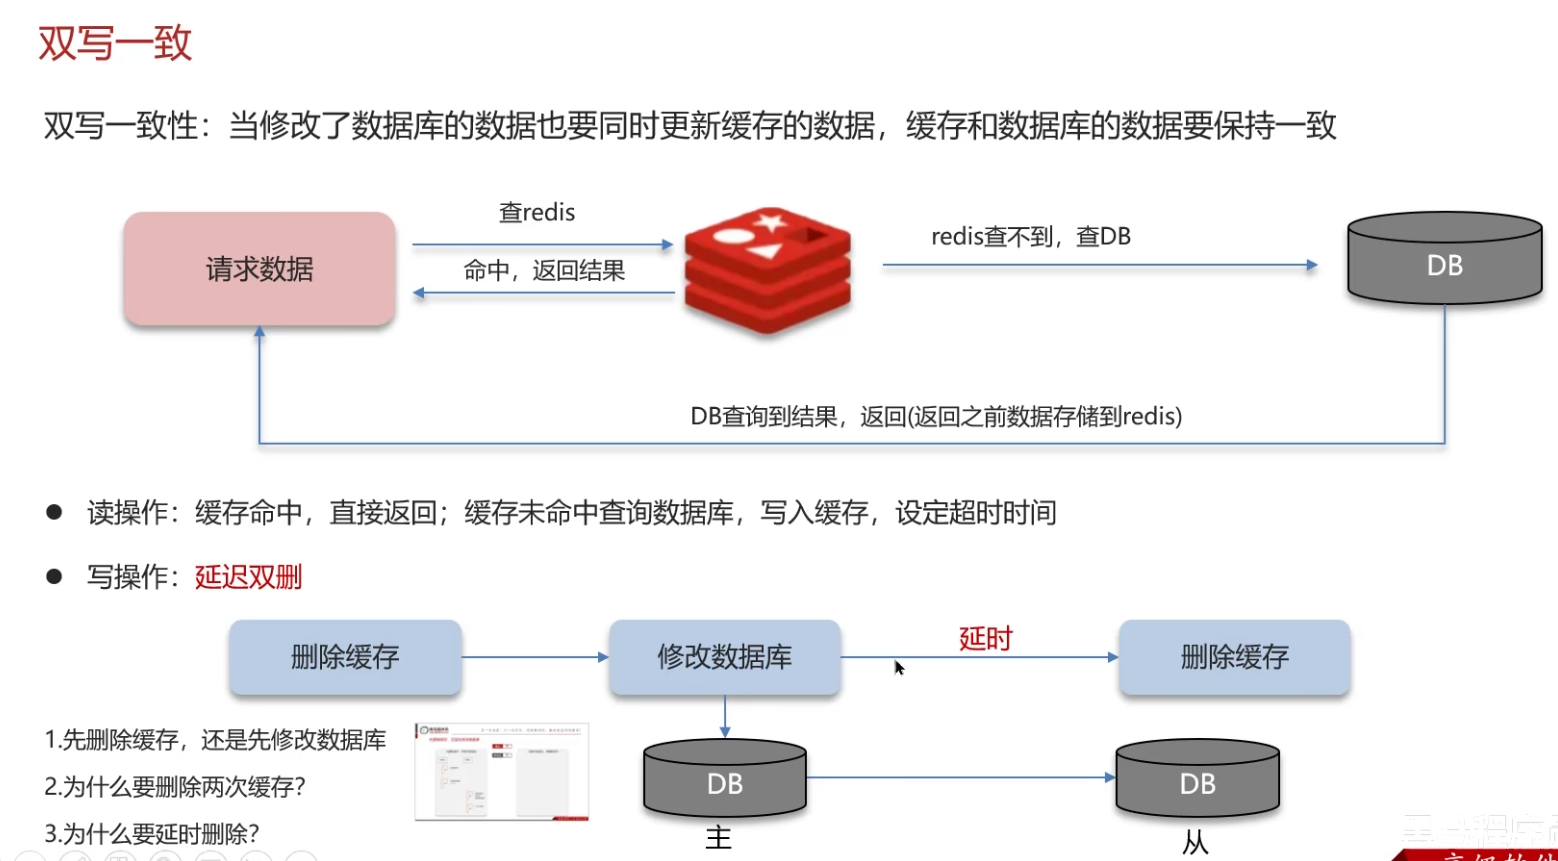 双写一致
双写一致性：当修改了数据库的数据也要同时更新缓存的数据，缓存和数据库的数据要保持一致
查redis
请求数据
命中，返回结果
redis查不到，查DB
DB
DB查询到结果，返回(返回之前数据存储到redis)
● 读操作：缓存命中，直接返回；缓存未命中查询数据库，写入缓存，设定超时时间
● 写操作：延迟双删
删除缓存
修改数据库
延时
删除缓存
1.先删除缓存，还是先修改数据库
2.为什么要删除两次缓存？
3.为什么要延时删除？
DB
主
DB
从